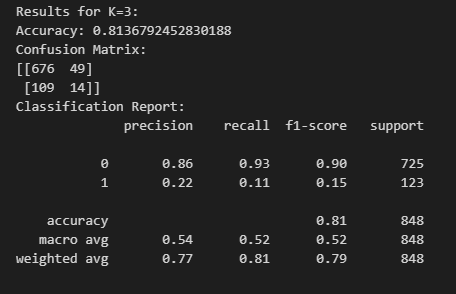 Results for K=3:
Accuracy: 0.8136792452830188
Confusion Matrix:
[[676  49]
 [109  14]]
Classification Report:
              precision    recall  f1-score   support

           0       0.86      0.93      0.90       725
           1       0.22      0.11      0.15       123

    accuracy                           0.81       848
   macro avg       0.54      0.52      0.52       848
weighted avg       0.77      0.81      0.79       848